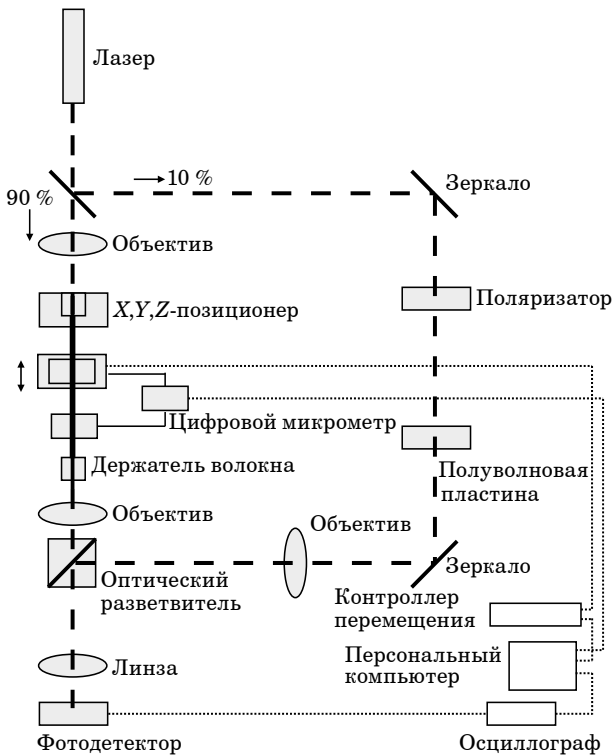 Лазер
10 %
Зеркало
90 %
Объектив
X,Y,Z-позиционер
Поляризатор
Цифровой микрометр
Держатель волокна
Полуволновая
пластина
Объектив
Объектив
Зеркало
Оптический
разветвитель
Контроллер
перемещения
Персональный
компьютер
Линза
Фотодетектор
Осциллограф